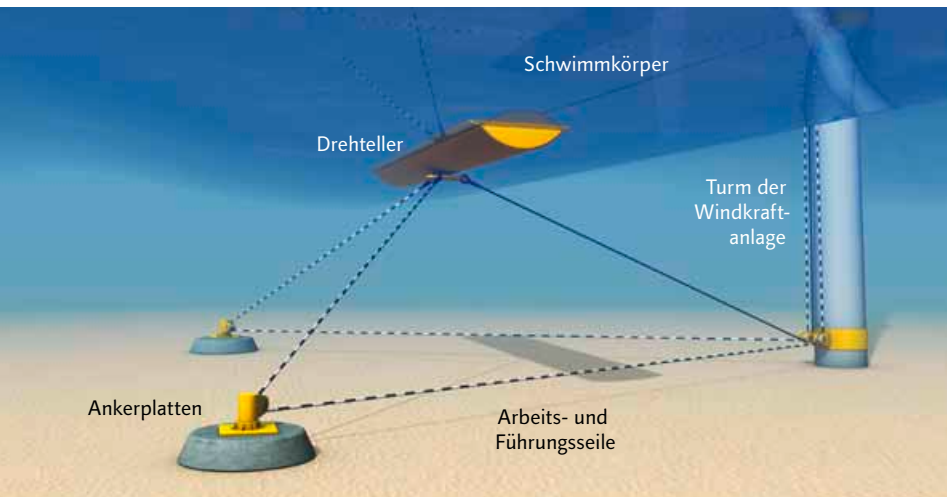 Schwimmkörper
Drehteller
Turm der
Windkraft-
anlage
Ankerplatten
Arbeits- und
Führungsseile